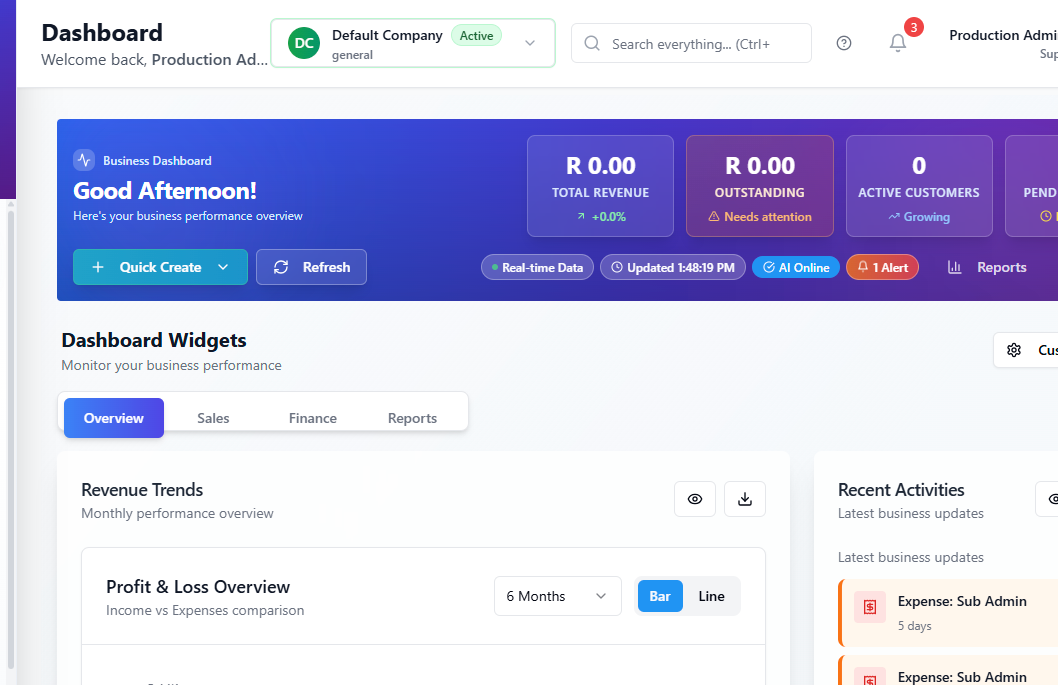 Dashboard
Welcome back, Production Ad...
DC
Default Company
Active
general
Search everything... (Ctrl+
3
Production Admi
Sup
Business Dashboard
Good Afternoon!
Here's your business performance overview
Quick Create
Refresh
R 0.00
TOTAL REVENUE
+0.0%
R 0.00
OUTSTANDING
Needs attention
0
ACTIVE CUSTOMERS
Growing
PEND
Real-time Data
Updated 1:48:19 PM
AI Online
1 Alert
Reports
Dashboard Widgets
Monitor your business performance
Cus
Overview
Sales
Finance
Reports
Revenue Trends
Monthly performance overview
Profit & Loss Overview
Income vs Expenses comparison
6 Months
Bar
Line
Recent Activities
Latest business updates
Latest business updates
Expense: Sub Admin
5 days
Expense: Sub Admin